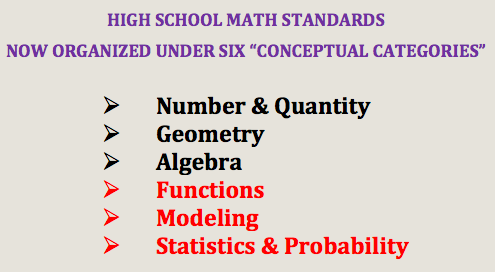 HIGH SCHOOL MATH STANDARDS
NOW ORGANIZED UNDER SIX “CONCEPTUAL CATEGORIES”
➢ Number & Quantity
➢ Geometry
➢ Algebra
➢ Functions
➢ Modeling
➢ Statistics & Probability